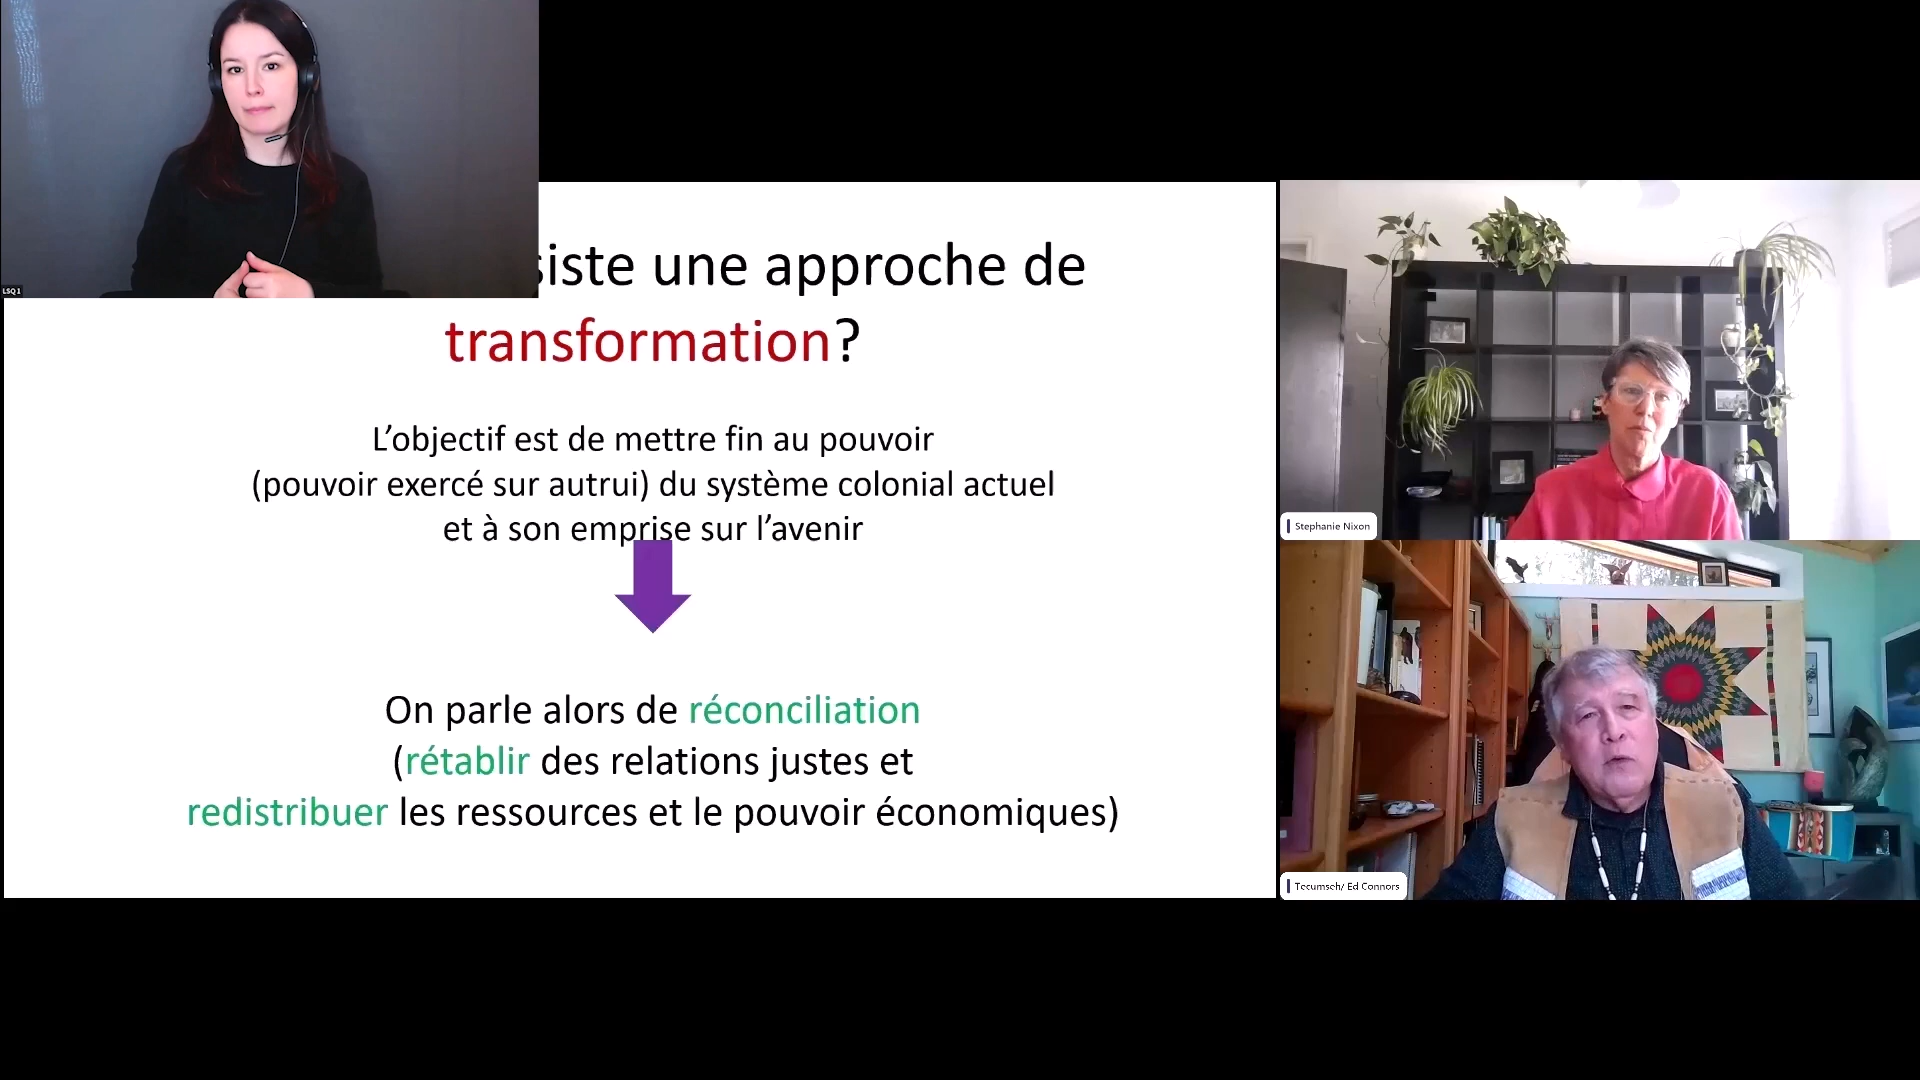 LSQ 1
siste une approche de
transformation?
L’objectif est de mettre fin au pouvoir
(pouvoir exercé sur autrui) du système colonial actuel
et à son emprise sur l’avenir
On parle alors de réconciliation
(rétablir des relations justes et
redistribuer les ressources et le pouvoir économiques)
Stephanie Nixon
Tecumseh/ Ed Connors